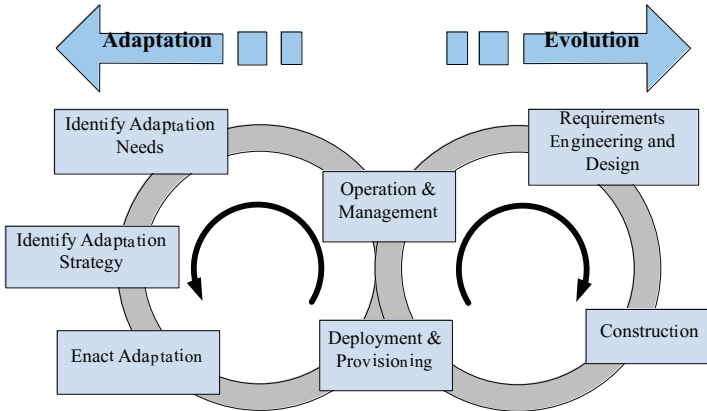 Adaptation
Evolution
Identify Adaptation
Needs
Requirements
Engineering and
Design
Operation &
Management
Identify Adaptation
Strategy
Enact Adaptation
Deployment &
Provisioning
Construction